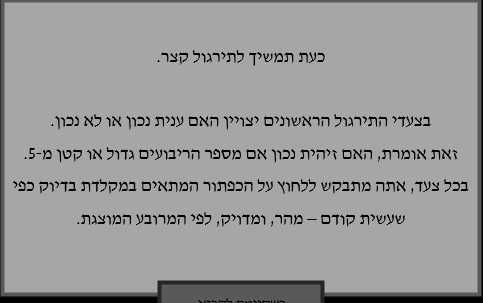 כעת תמשיך לתירגול קצר.
בצעדי התירגול הראשונים יצויין האם ענית נכון או לא נכון.
זאת אומרת, האם זיהית נכון אם מספר הריבועים גדול או קטן מ-5.
בכל צעד, אתה מתבקש ללחוץ על הכפתור המתאים במקלדת בדיוק כפי
שעשית קודם – מהר, ומדויק, לפי המרובע המוצגת.